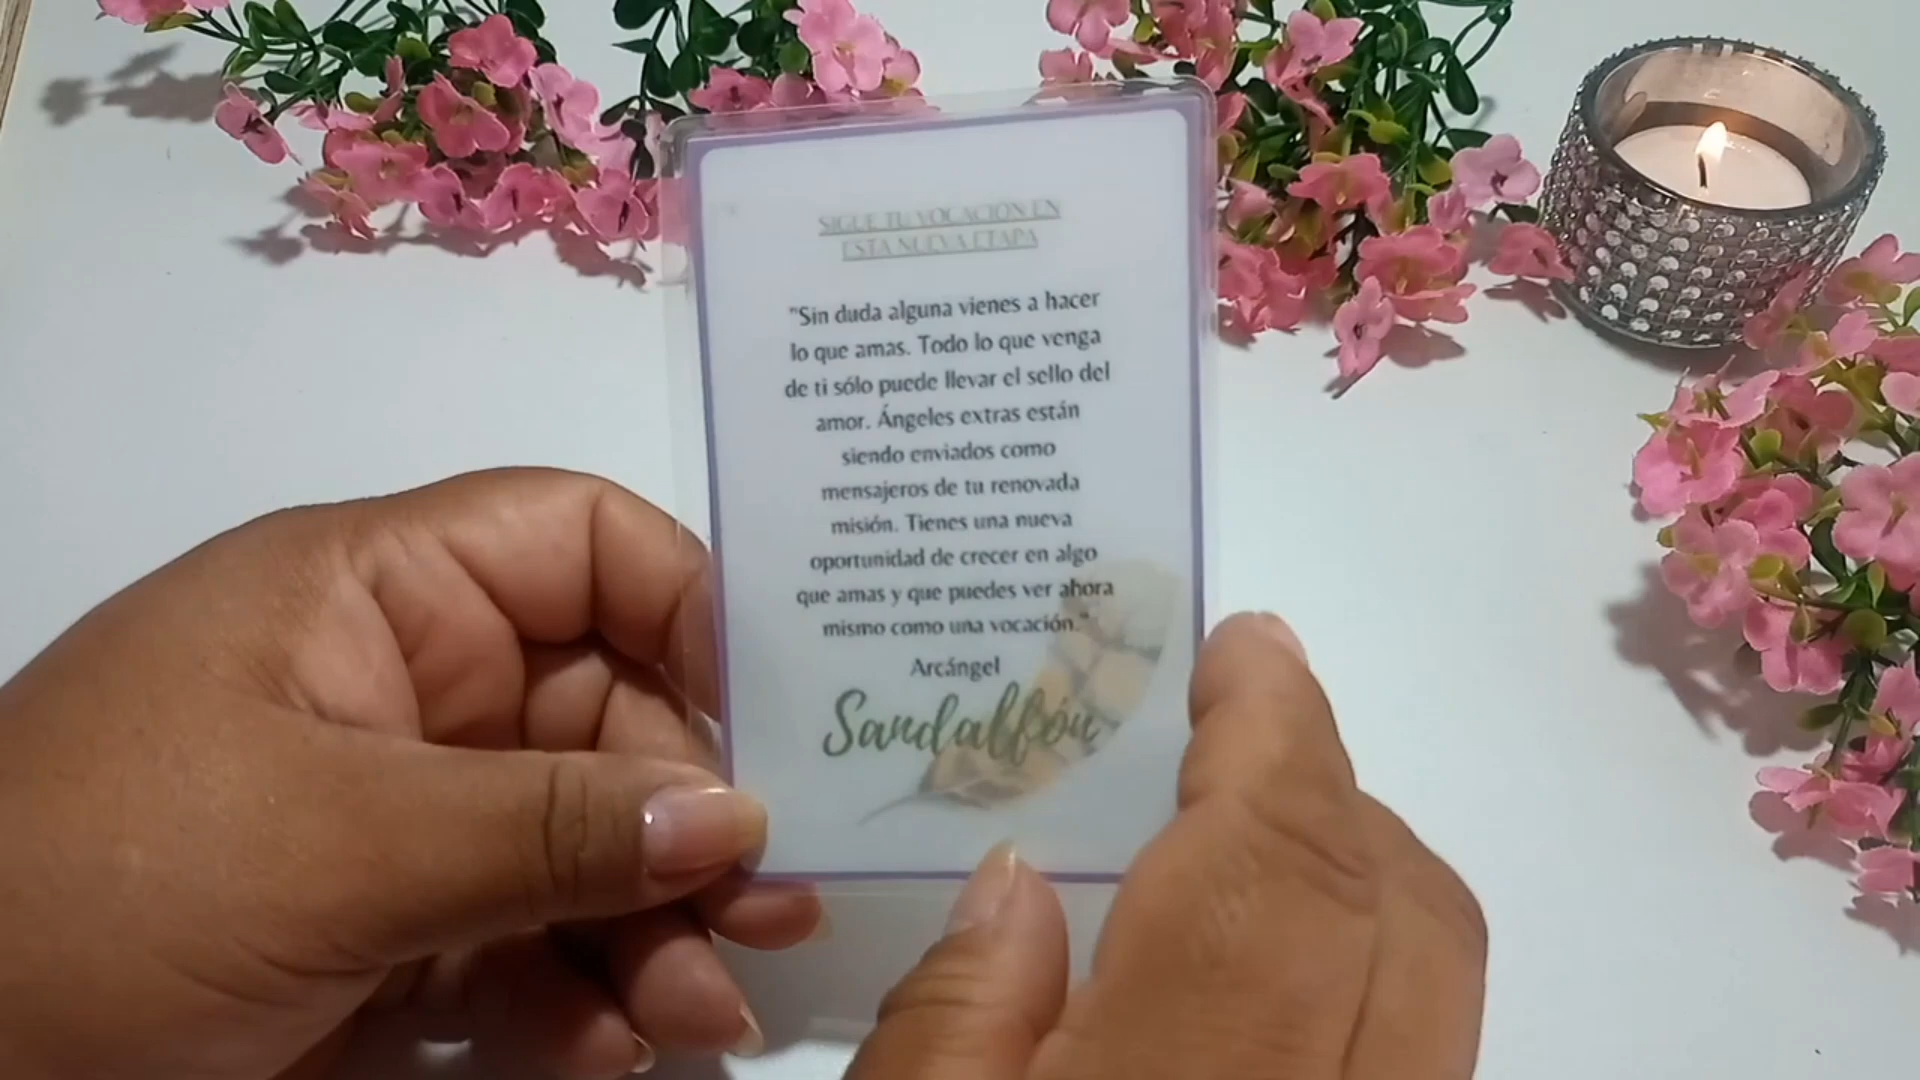 SIGUE TU VOCACIÓN EN
ESTA NUEVA ETAPA
"Sin duda alguna vienes a hacer
lo que amas. Todo lo que venga
de ti sólo puede llevar el sello del
amor. Ángeles extras están
siendo enviados como
mensajeros de tu renovada
misión. Tienes una nueva
oportunidad de crecer en algo
que amas y que puedes ver ahora
mismo como una vocación."
Arcángel
Sandalfón